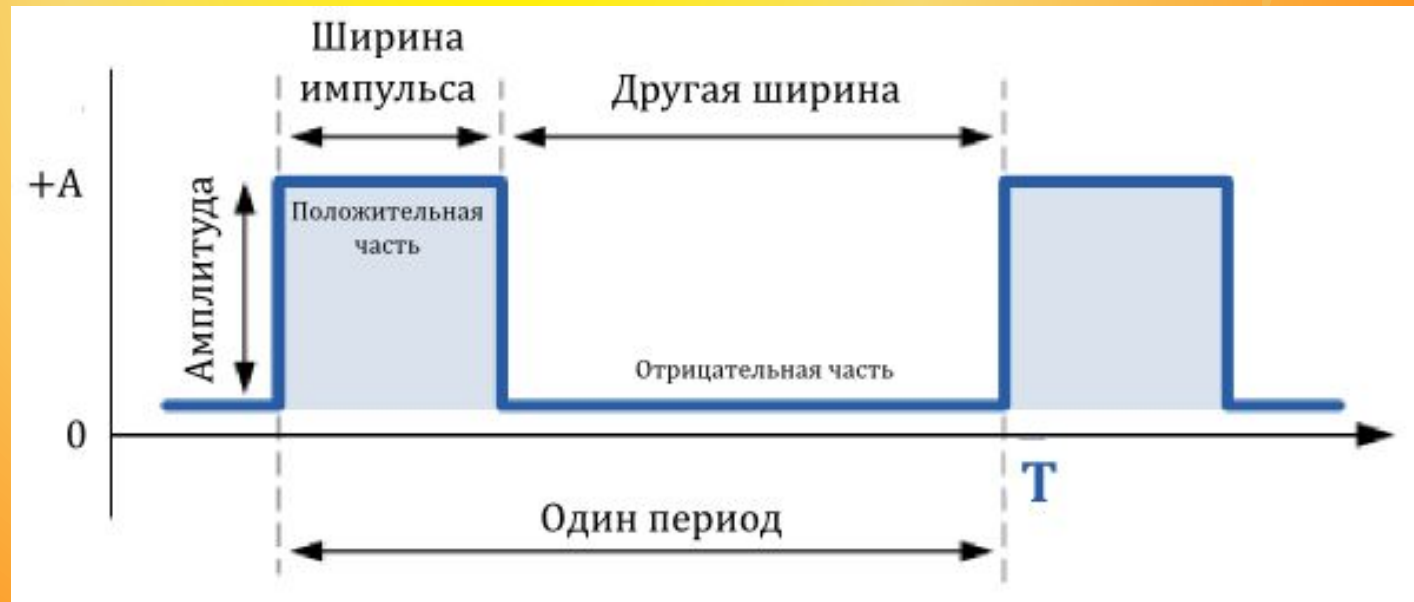 Ширина
импульса
Другая ширина
+A
Амплитуда
Положительная
часть
Отрицательная часть
0
T
Один период